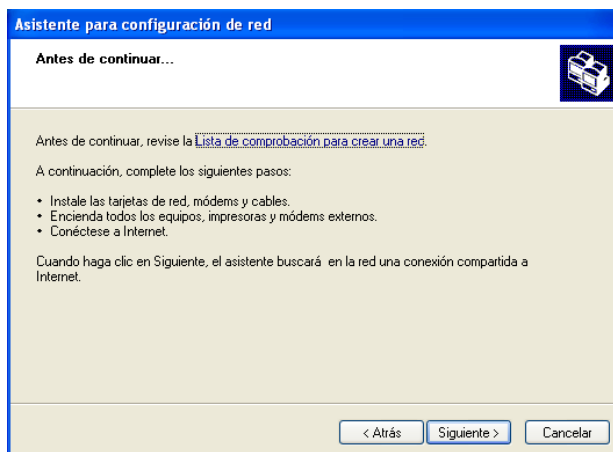 Asistente para configuración de red
Antes de continuar...
Antes de continuar, revise la Lista de comprobación para crear una red.
A continuación, complete los siguientes pasos:
• Instale las tarjetas de red, módems y cables.
• Encienda todos los equipos, impresoras y módems externos.
• Conéctese a Internet.
Cuando haga clic en Siguiente, el asistente buscará en la red una conexión compartida a
Internet.
< Atrás
Siguiente >
Cancelar